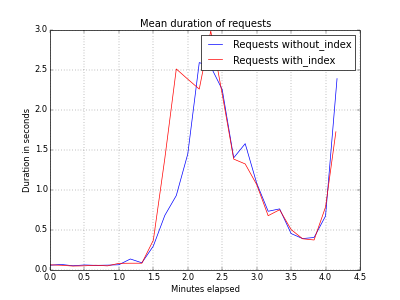 Mean duration of requests
Requests without_index
Requests with_index
Duration in seconds
3.0
2.5
2.0
1.5
1.0
0.5
0.0
0.0 0.5 1.0 1.5 2.0 2.5 3.0 3.5 4.0 4.5
Minutes elapsed